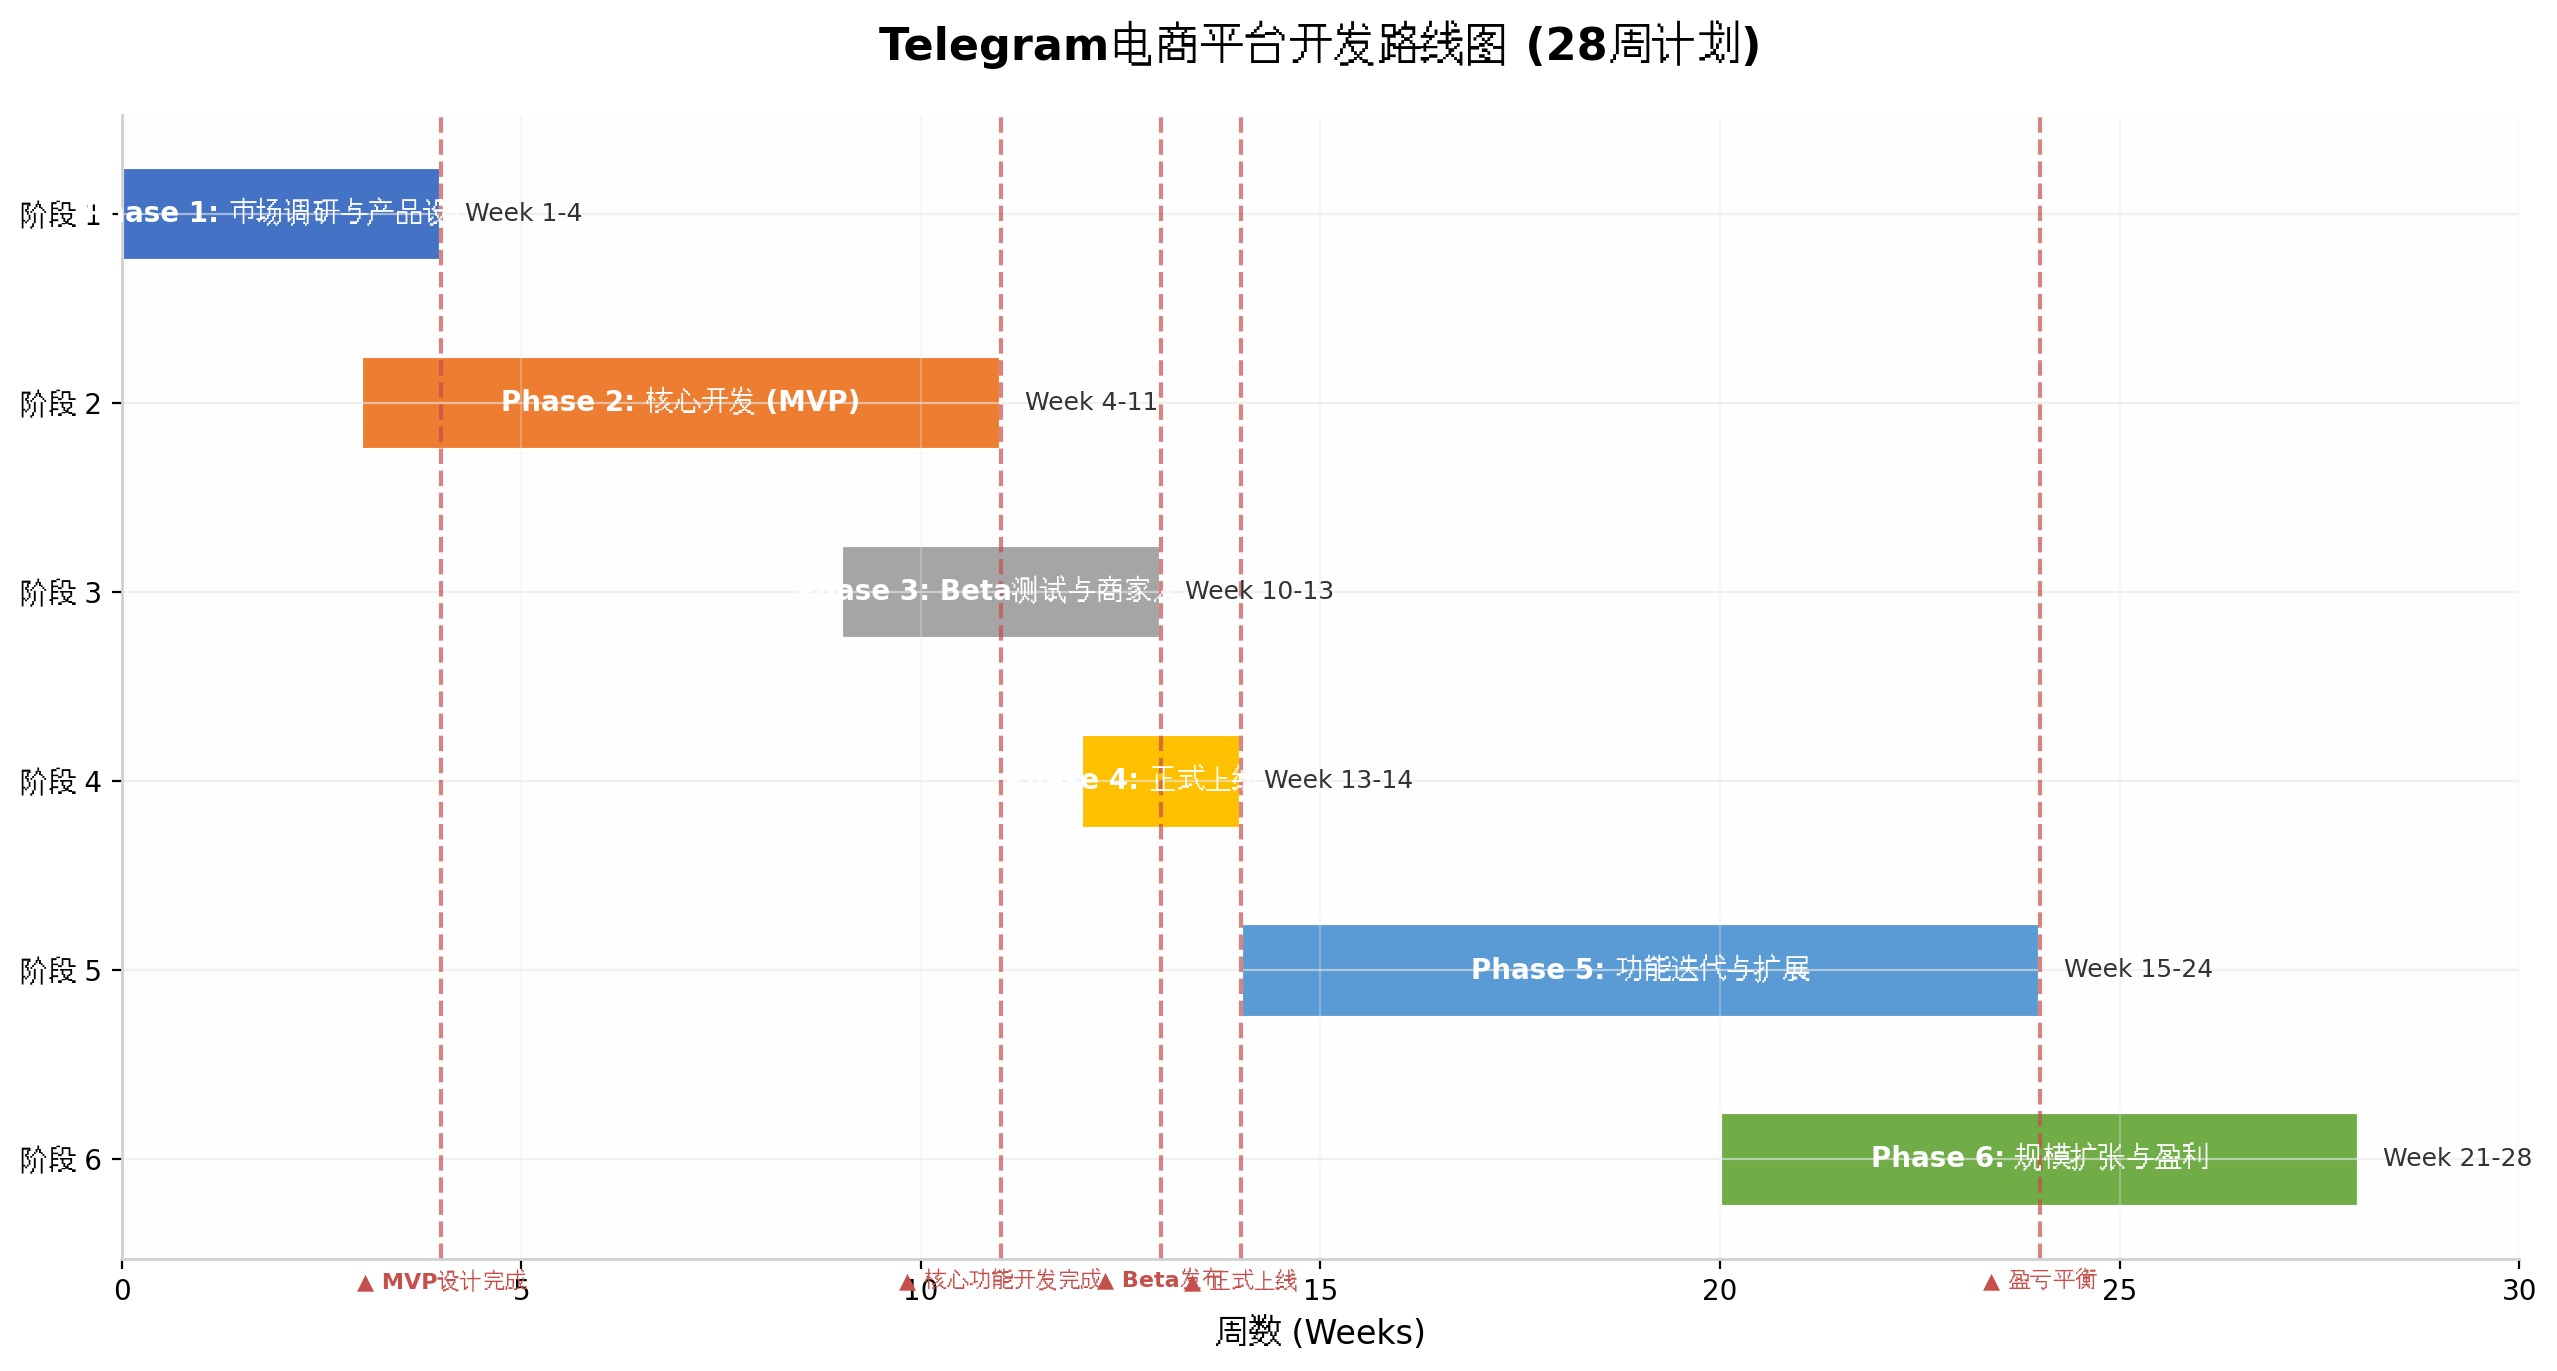 Telegram电商平台开发路线图 (28周计划)
阶段 1
ase 1: 市场调研与产品设
Week 1-4
阶段 2
Phase 2: 核心开发 (MVP)
Week 4-11
阶段 3
Phase 3: Beta测试与商家
Week 10-13
阶段 4
Phase 4: 正式上线
Week 13-14
阶段 5
Phase 5: 功能迭代与扩展
Week 15-24
阶段 6
Phase 6: 规模扩张与盈利
Week 21-28
▲ MVP设计完成 ▲ 核心功能开发完成 ▲ Beta发布 ▲ 正式上线 ▲ 盈亏平衡
0 5 10 15 20 25 30
周数 (Weeks)